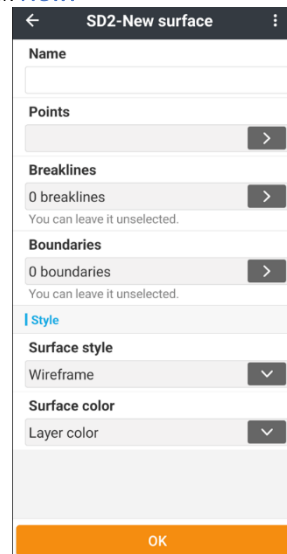 SD2-New surface
Name
Points
Breaklines
0 breaklines
You can leave it unselected.
Boundaries
0 boundaries
You can leave it unselected.
Style
Surface style
Wireframe
Surface color
Layer color
OK